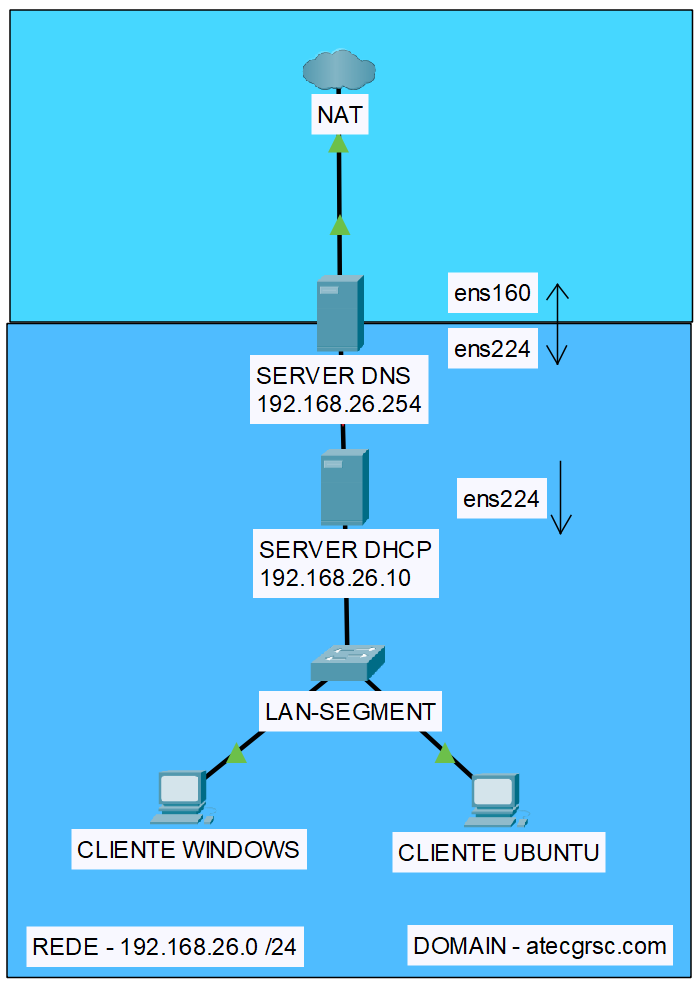 NAT
ens160
ens224
SERVER DNS
192.168.26.254
ens224
SERVER DHCP
192.168.26.10
LAN-SEGMENT
CLIENTE WINDOWS
CLIENTE UBUNTU
REDE - 192.168.26.0 /24
DOMAIN - atecgrsc.com